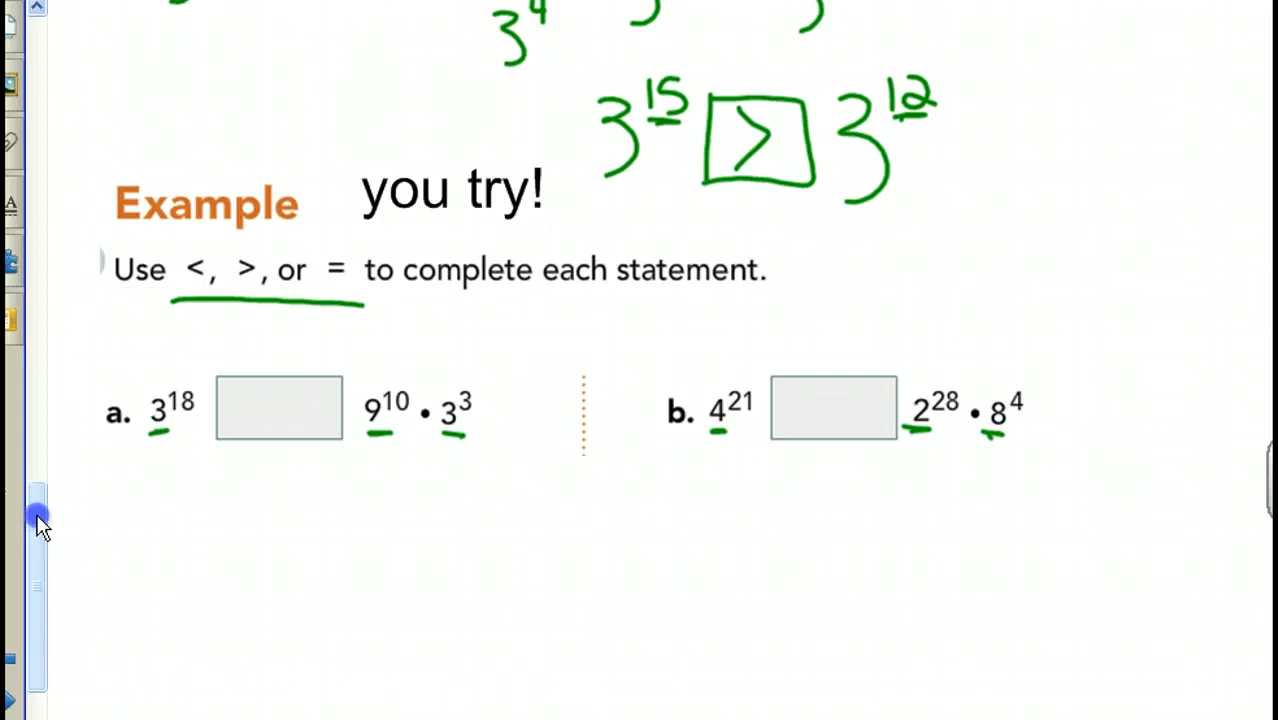 3⁴
3¹⁵ > 3¹²
Example you try!
Use <, >, or = to complete each statement.
a. 3¹⁸ 9¹⁰ • 3³ b. 4²¹ 2²⁸ • 8⁴